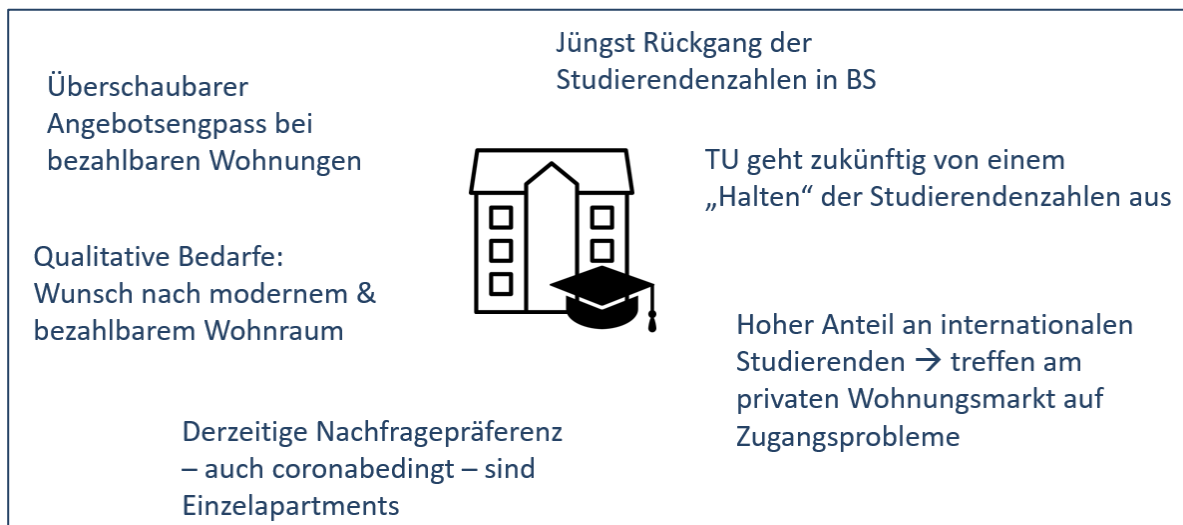 Jüngst Rückgang der
Studierendenzahlen in BS
Überschaubarer
Angebotsengpass bei
bezahlbaren Wohnungen
TU geht zukünftig von einem
„Halten“ der Studierendenzahlen aus
Qualitative Bedarfe:
Wunsch nach modernem &
bezahlbarem Wohnraum
Hoher Anteil an internationalen
Studierenden → treffen am
privaten Wohnungsmarkt auf
Zugangsprobleme
Derzeitige Nachfragepräferenz
– auch coronabedingt – sind
Einzelapartments